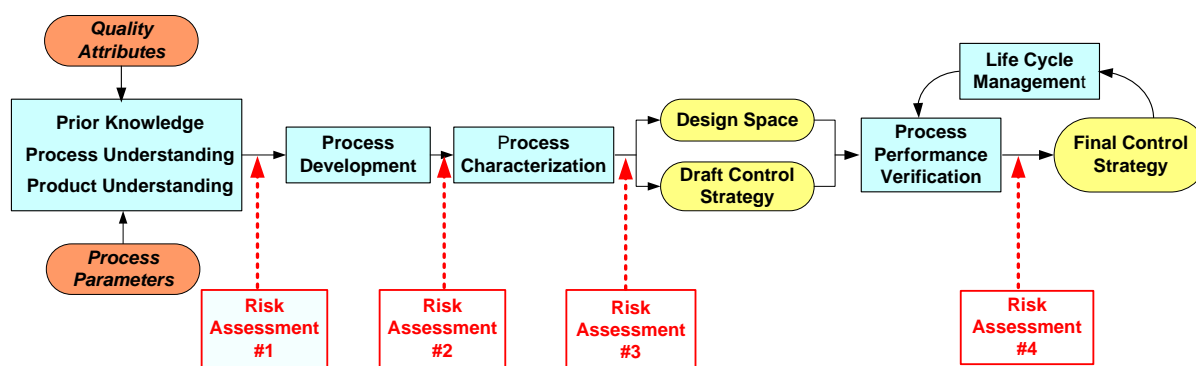 Quality
Attributes
Prior Knowledge
Process Understanding
Product Understanding
Process
Parameters
Process
Development
Process
Characterization
Design Space
Draft Control
Strategy
Life Cycle
Management
Process
Performance
Verification
Final Control
Strategy
Risk
Assessment
#1
Risk
Assessment
#2
Risk
Assessment
#3
Risk
Assessment
#4